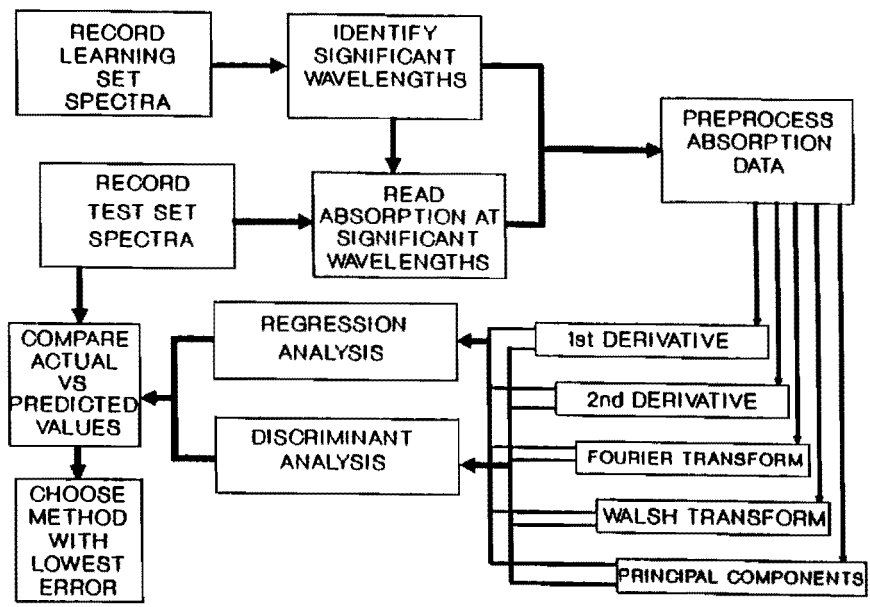 RECORD
LEARNING
SET
SPECTRA
IDENTIFY
SIGNIFICANT
WAVELENGTHS
PREPROCESS
ABSORPTION
DATA
RECORD
TEST SET
SPECTRA
READ
ABSORPTION AT
SIGNIFICANT
WAVELENGTHS
COMPARE
ACTUAL
VS
PREDICTED
VALUES
REGRESSION
ANALYSIS
1st DERIVATIVE
2nd DERIVATIVE
DISCRIMINANT
ANALYSIS
FOURIER TRANSFORM
WALSH TRANSFORM
PRINCIPAL COMPONENTS
CHOOSE
METHOD
WITH
LOWEST
ERROR